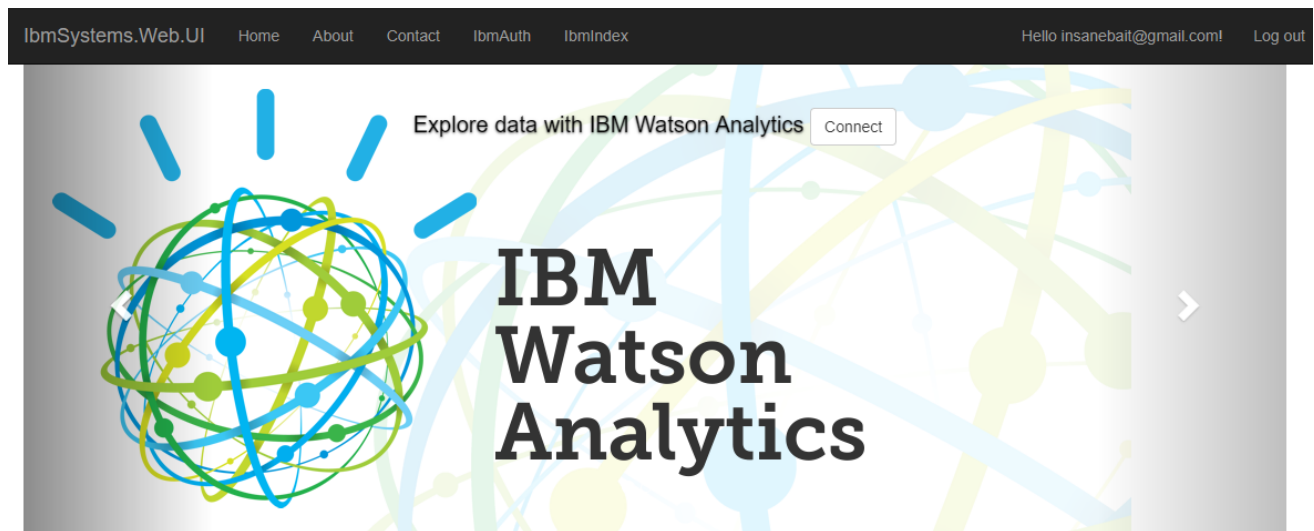 IbmSystems.Web.UI Home About Contact IbmAuth IbmIndex Hello insanebait@gmail.com! Log out
Explore data with IBM Watson Analytics Connect
IBM
Watson
Analytics